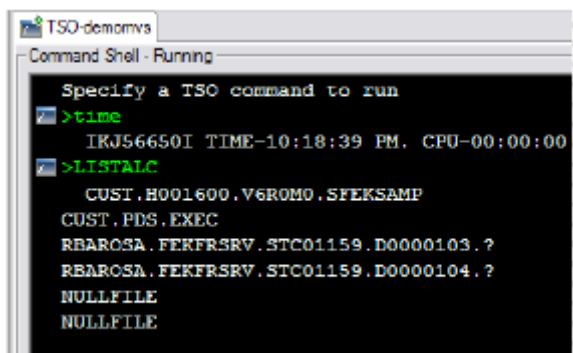 TSO-demomvs
Command Shell - Running
Specify a TSO command to run
>time
IKJ56650I TIME-10:18:39 PM. CPU-00:00:00
>LISTALC
CUST.H001600.V6R0M0.SFEKSAMP
CUST.PDS.EXEC
RBAROSA.FEKFRSRV.STC01159.D0000103.?
RBAROSA.FEKFRSRV.STC01159.D0000104.?
NULLFILE
NULLFILE